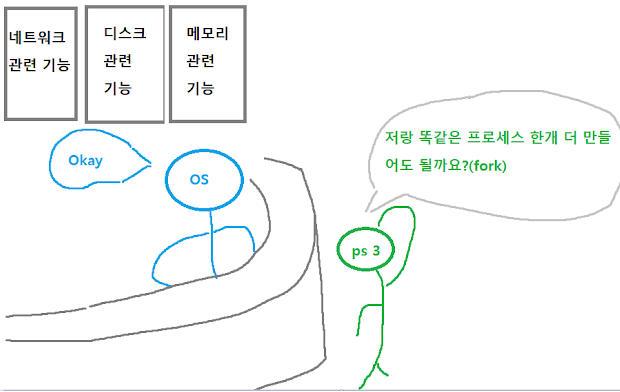 네트워크
관련 기능
디스크
관련
기능
메모리
관련
기능
Okay
OS
저랑 똑같은 프로세스 한개 더 만들
어도 될까요?(fork)
ps 3